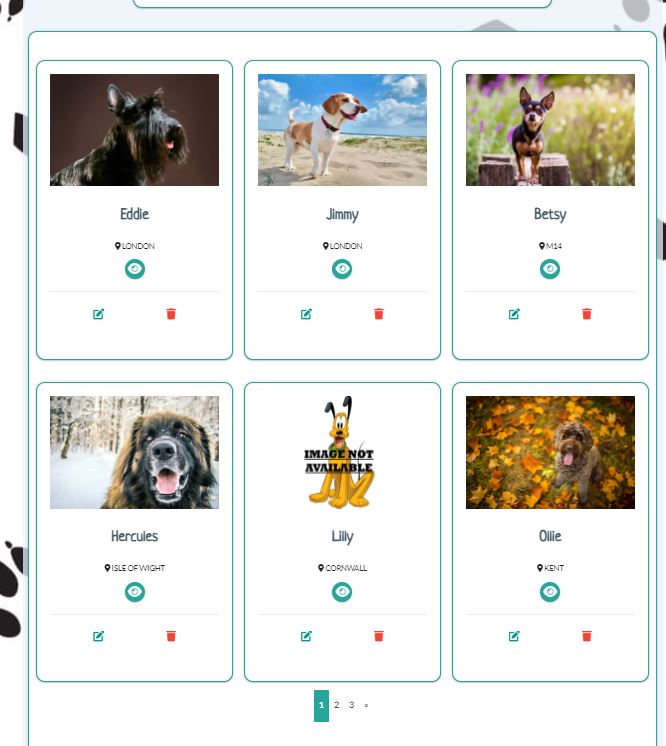 Eddie
LONDON
Jimmy
LONDON
Betsy
M14
Hercules
ISLE OF WIGHT
IMAGE NOT
AVAILABLE
Lilly
CORNWALL
Ollie
KENT
1 2 3 »